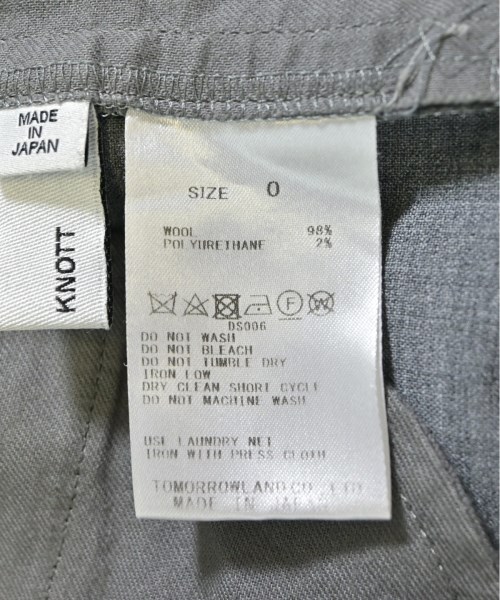 MADE
IN
JAPAN
KNOTT
SIZE 0
WOOL 98%
POLYURETHANE 2%
F W
DS006
DO NOT WASH
DO NOT BLEACH
DO NOT TUMBLE DRY
IRON LOW
DRY CLEAN SHORT CYCLE
DO NOT MACHINE WASH
USE LAUNDRY NET
IRON WITH PRESS CLOTH
TOMORROWLAND CO., LTD
MADE IN JAPAN